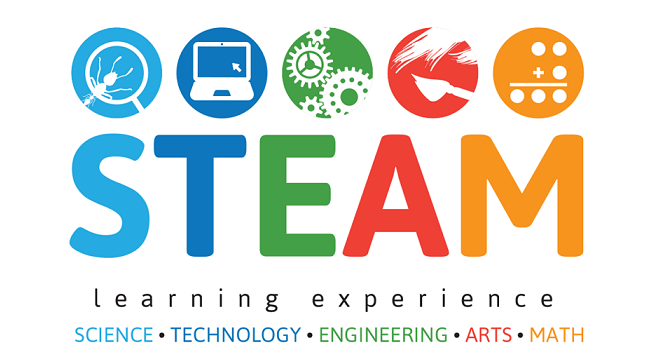 STEAM
learning experience
SCIENCE • TECHNOLOGY • ENGINEERING • ARTS • MATH